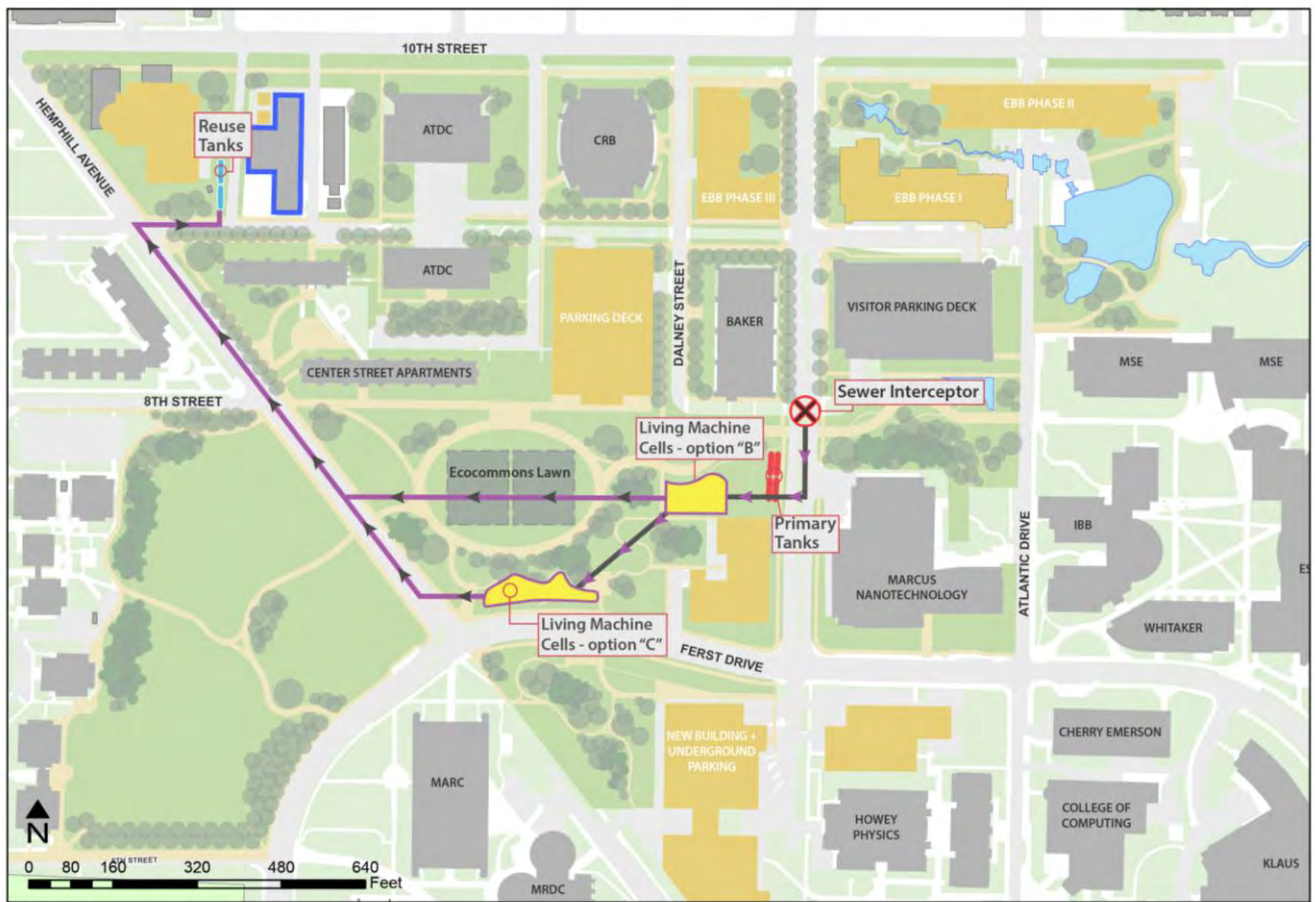 10TH STREET
HEMPHILL AVENUE
Reuse
Tanks
ATDC
CRB
EBB PHASE II
EBB PHASE III
EBB PHASE I
ATDC
PARKING DECK
DALNEY STREET
BAKER
VISITOR PARKING DECK
CENTER STREET APARTMENTS
MSE
MSE
8TH STREET
Sewer Interceptor
Living Machine
Cells - option "B"
Ecocommons Lawn
Primary
Tanks
IBB
ES
ATLANTIC DRIVE
MARCUS
NANOTECHNOLOGY
WHITAKER
Living Machine
Cells - option "C"
FERST DRIVE
NEW BUILDING +
UNDERGROUND
PARKING
CHERRY EMERSON
MARC
HOWEY
PHYSICS
COLLEGE OF
COMPUTING
KLAUS
MRDC
N
0 80 160 320 480 640
Feet